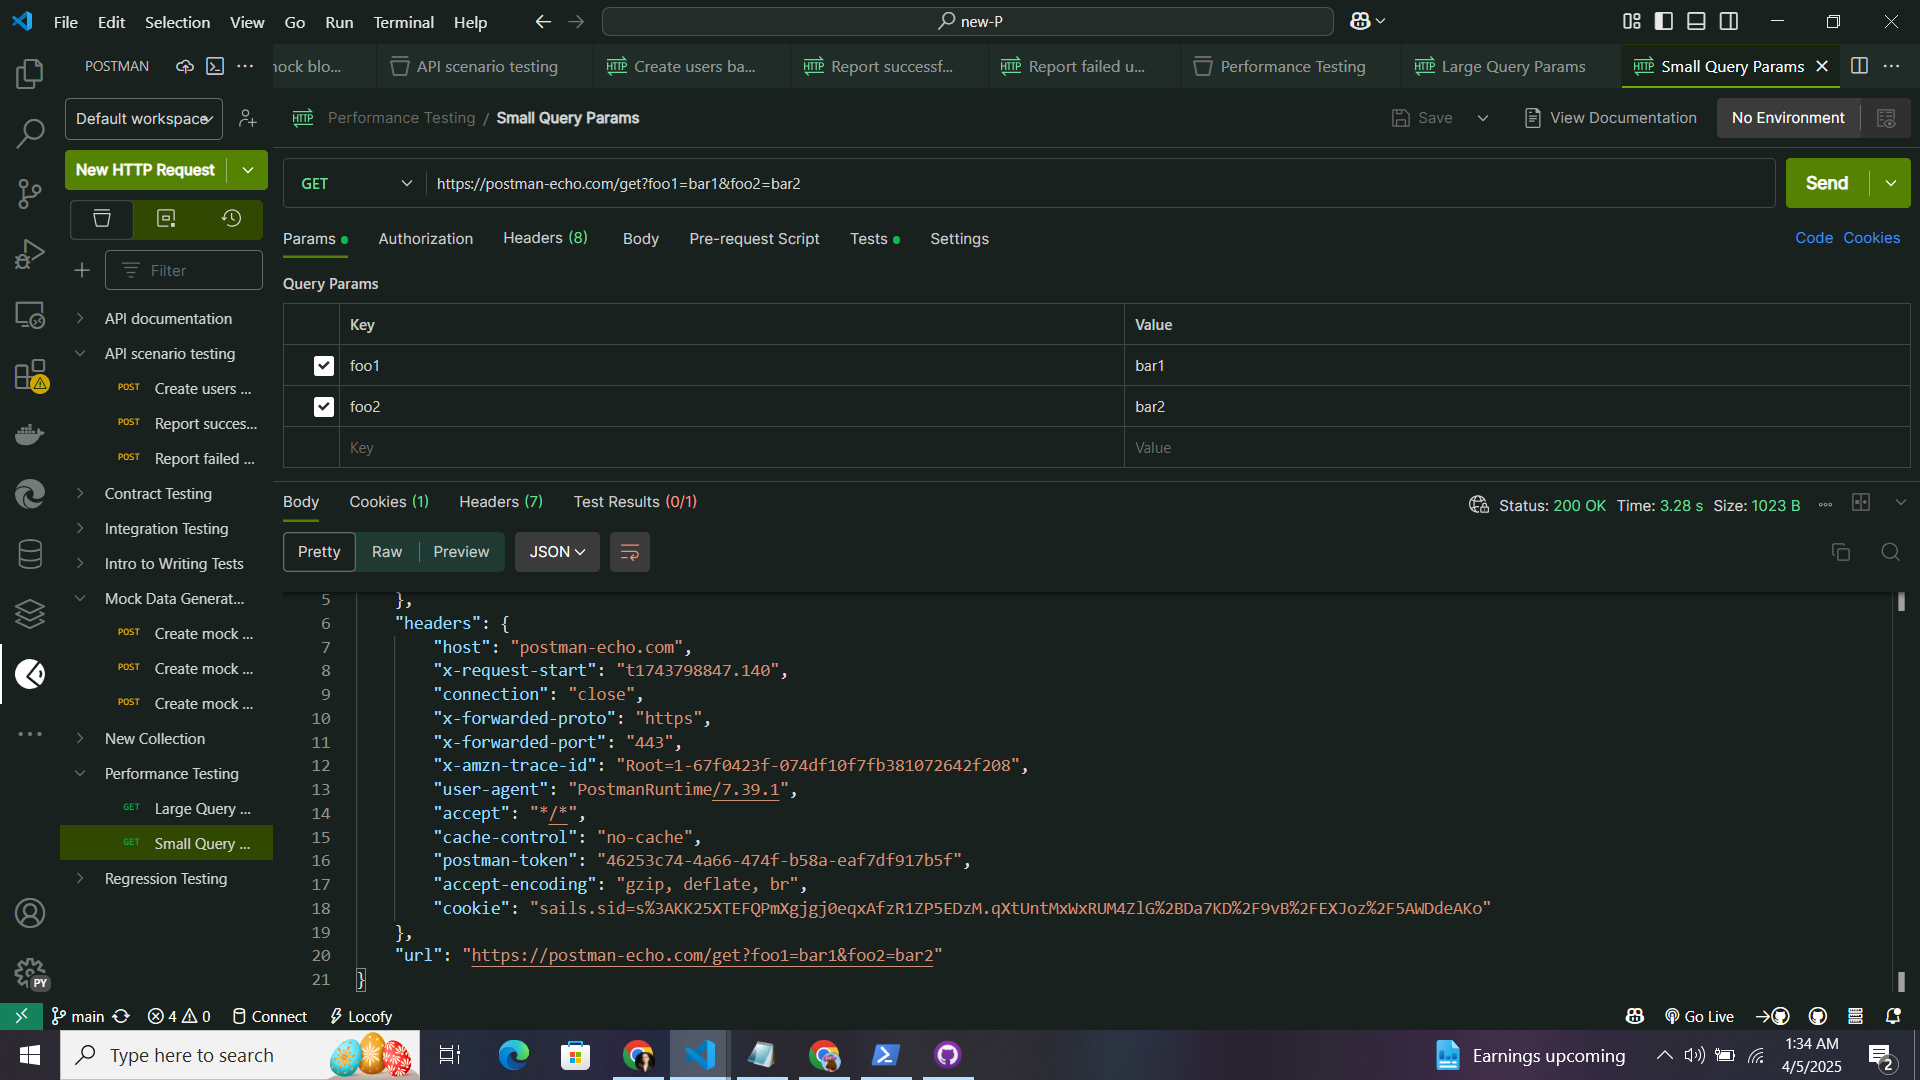 File Edit Selection View Go Run Terminal Help
new-P
POSTMAN
nock blo...
API scenario testing
Create users ba...
Report successf...
Report failed u...
Performance Testing
Large Query Params
Small Query Params
Default workspace
Performance Testing / Small Query Params
Save
View Documentation
No Environment
New HTTP Request
GET
https://postman-echo.com/get?foo1=bar1&foo2=bar2
Send
Params
Authorization
Headers (8)
Body
Pre-request Script
Tests
Settings
Code Cookies
Filter
Query Params
Key Value
foo1 bar1
foo2 bar2
Key Value
API documentation
API scenario testing
POST Create users ...
POST Report succes...
POST Report failed ...
Contract Testing
Integration Testing
Intro to Writing Tests
Mock Data Generat...
POST Create mock ...
POST Create mock ...
POST Create mock ...
New Collection
Performance Testing
GET Large Query ...
GET Small Query ...
Regression Testing
Body
Cookies (1)
Headers (7)
Test Results (0/1)
Status: 200 OK Time: 3.28 s Size: 1023 B
Pretty Raw Preview JSON
5 },
6 "headers": {
7 "host": "postman-echo.com",
8 "x-request-start": "t1743798847.140",
9 "connection": "close",
10 "x-forwarded-proto": "https",
11 "x-forwarded-port": "443",
12 "x-amzn-trace-id": "Root=1-67f0423f-074df10f7fb381072642f208",
13 "user-agent": "PostmanRuntime/7.39.1",
14 "accept": "*/*",
15 "cache-control": "no-cache",
16 "postman-token": "46253c74-4a66-474f-b58a-eaf7df917b5f",
17 "accept-encoding": "gzip, deflate, br",
18 "cookie": "sails.sid=s%3AKK25XTEFQPmXgjgj0eqxAfzR1ZP5EDzM.qXtUntMxWxRUM4ZlG%2BDa7KD%2F9vB%2FEXJoz%2F5AWDdeAKo"
19 },
20 "url": "https://postman-echo.com/get?foo1=bar1&foo2=bar2"
21 }
PY
main
4 0
Connect
Locofy
Go Live
Type here to search
Earnings upcoming
1:34 AM
4/5/2025
2